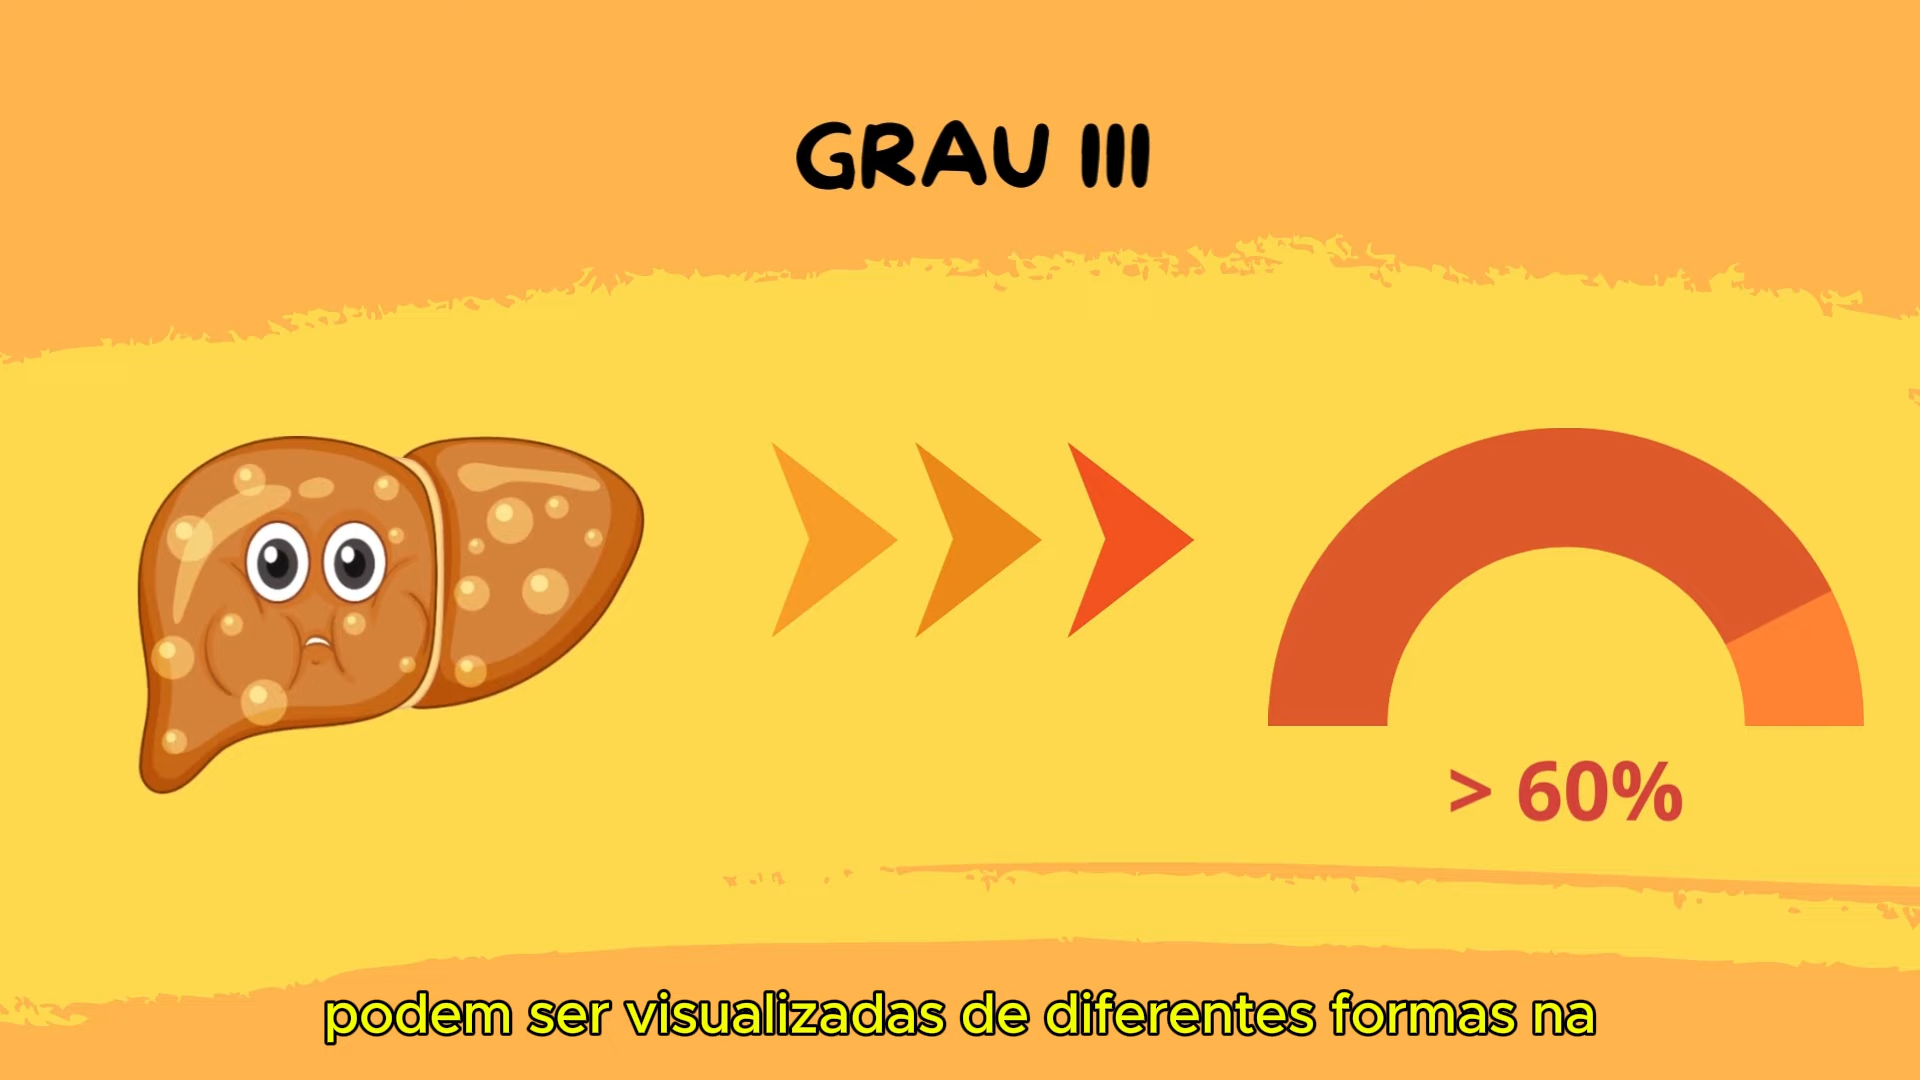 GRAU III
> 60%
podem ser visualizadas de diferentes formas na